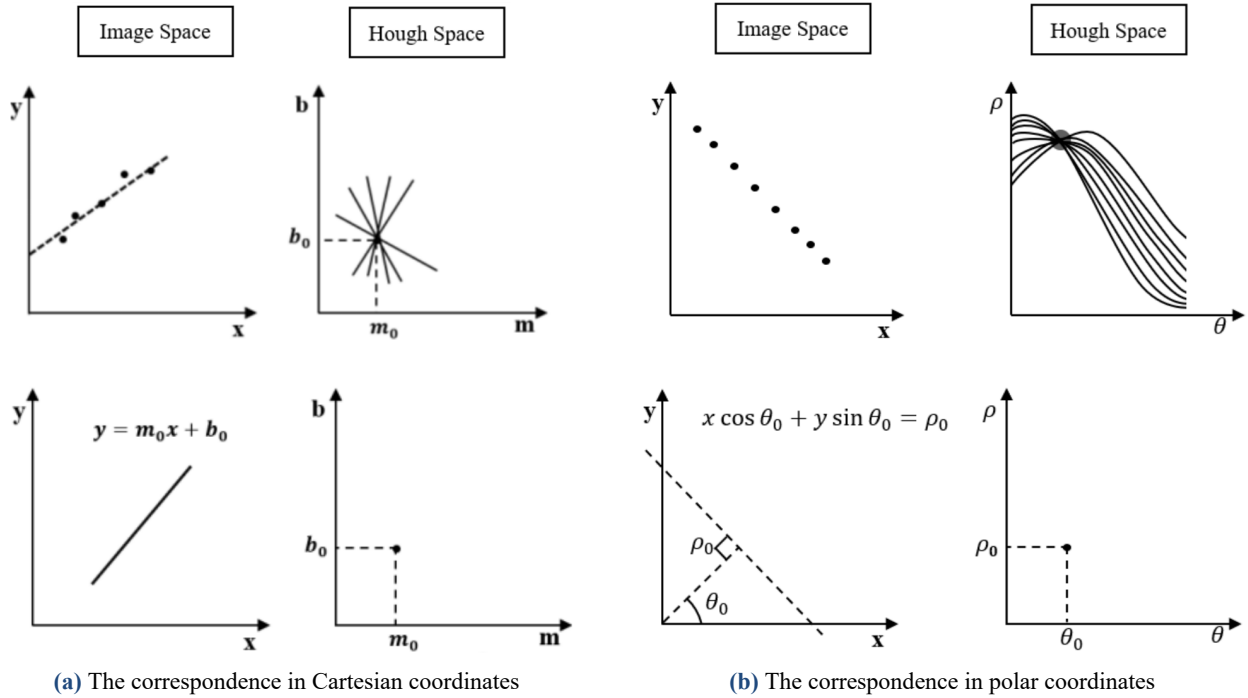 Image Space
Hough Space
Image Space
Hough Space
y
x
b
b₀
m₀
m
y
x
ρ
θ
y
y = m₀x + b₀
x
b
b₀
m₀
m
y
x cos θ₀ + y sin θ₀ = ρ₀
ρ₀
θ₀
x
ρ
ρ₀
θ₀
θ
(a) The correspondence in Cartesian coordinates
(b) The correspondence in polar coordinates